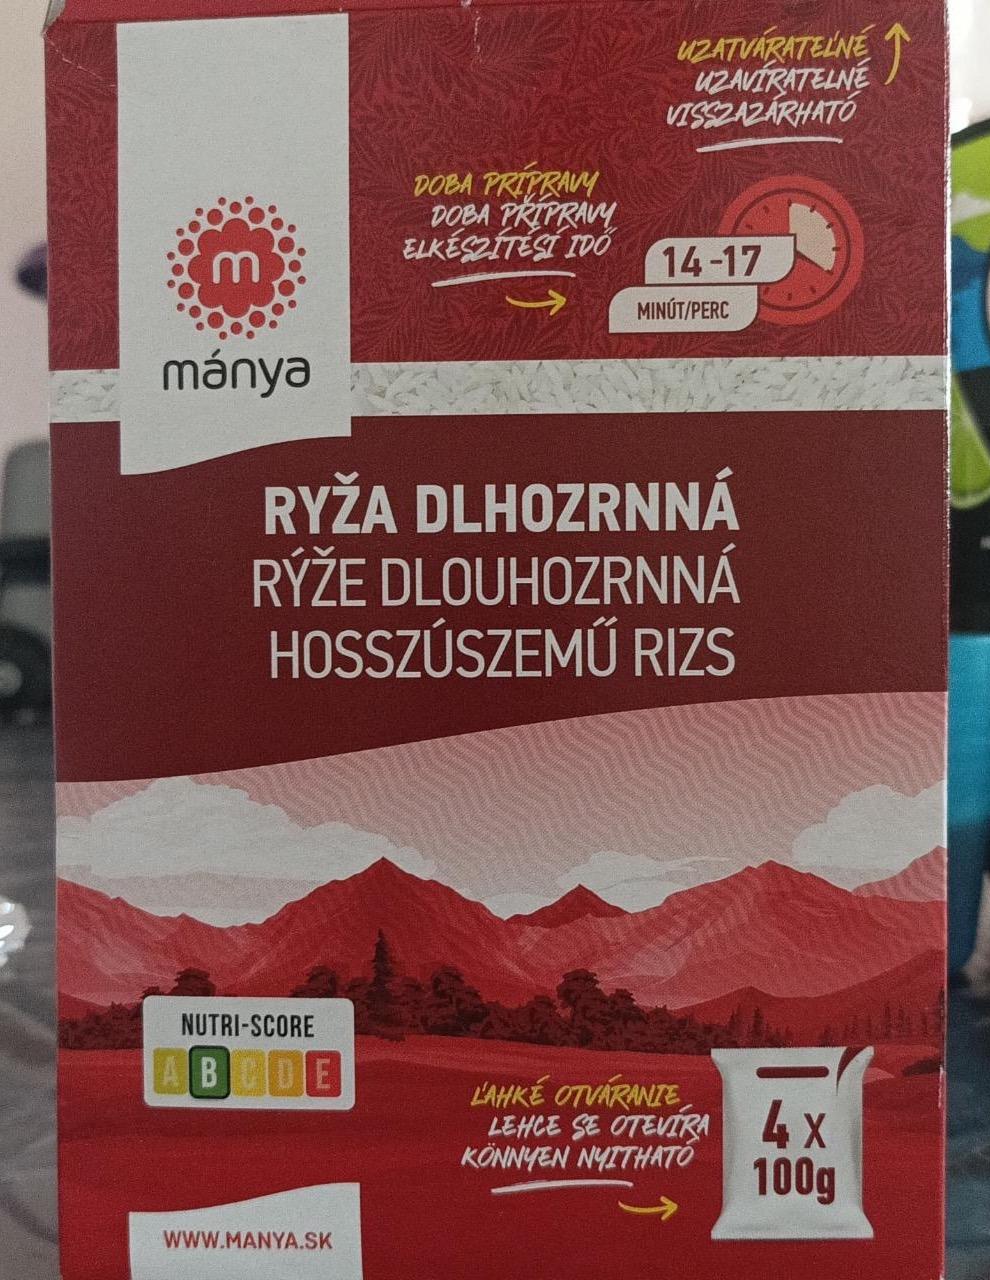 UZATVÁRATEĽNÉ
UZAVÍRATELNÉ
VISSZAZÁRHATÓ
DOBA PRÍPRAVY
DOBA PŘÍPRAVY
ELKÉSZÍTÉSI IDŐ
14-17
MINÚT/PERC
m
mánya
RYŽA DLHOZRNNÁ
RÝŽE DLOUHOZRNNÁ
HOSSZÚSZEMŰ RIZS
NUTRI-SCORE
A B C D E
ĽAHKÉ OTVÁRANIE
LEHCE SE OTEVÍRA
KÖNNYEN NYITHATÓ
4 x
100g
WWW.MANYA.SK